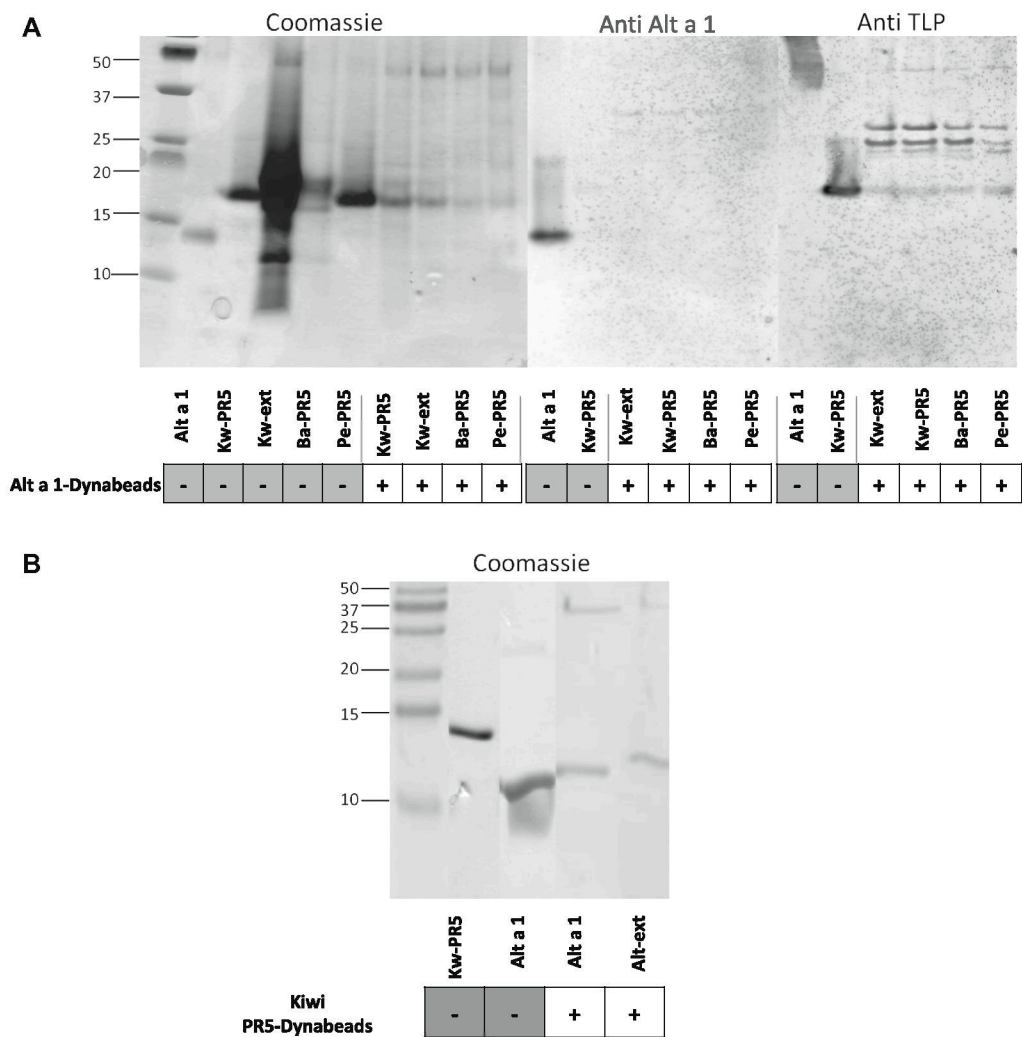 A
Coomassie
Anti Alt a 1
Anti TLP
50
37
25
20
15
10
Alt a 1
Kw-PR5
Kw-ext
Ba-PR5
Pe-PR5
Kw-PR5
Kw-ext
Ba-PR5
Pe-PR5
Alt a 1
Kw-PR5
Kw-ext
Kw-PR5
Ba-PR5
Pe-PR5
Alt a 1
Kw-PR5
Kw-ext
Kw-PR5
Ba-PR5
Pe-PR5
Alt a 1-Dynabeads - - - - - + + + + - - + + + + - - + + + +
B
Coomassie
50
37
25
20
15
10
Kw-PR5
Alt a 1
Alt a 1
Alt-ext
Kiwi
PR5-Dynabeads
- - + +